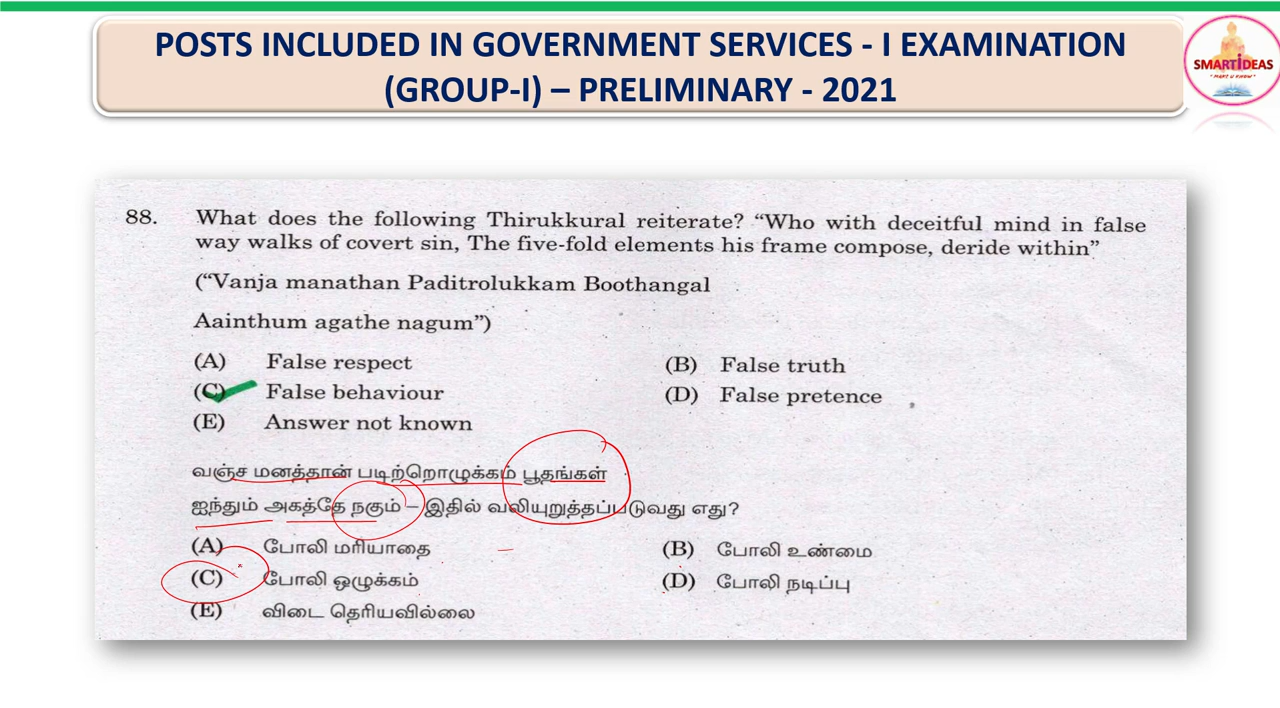 POSTS INCLUDED IN GOVERNMENT SERVICES - I EXAMINATION
(GROUP-I) – PRELIMINARY - 2021
SMARTIDEAS
"MAKE U KNOW"
88. What does the following Thirukkural reiterate? “Who with deceitful mind in false
way walks of covert sin, The five-fold elements his frame compose, deride within”
(“Vanja manathan Paditrolukkam Boothangal
Aainthum agathe nagum”)
(A) False respect (B) False truth
(C) False behaviour (D) False pretence
(E) Answer not known
வஞ்ச மனத்தான் படிற்றொழுக்கம் பூதங்கள்
ஐந்தும் அகத்தே நகும் – இதில் வலியுறுத்தப்படுவது எது?
(A) போலி மரியாதை (B) போலி உண்மை
(C) போலி ஒழுக்கம் (D) போலி நடிப்பு
(E) விடை தெரியவில்லை